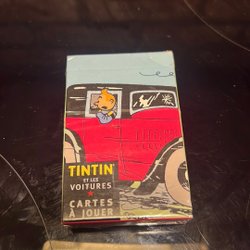 TINTIN
ET LES
VOITURES
CARTES
À JOUER